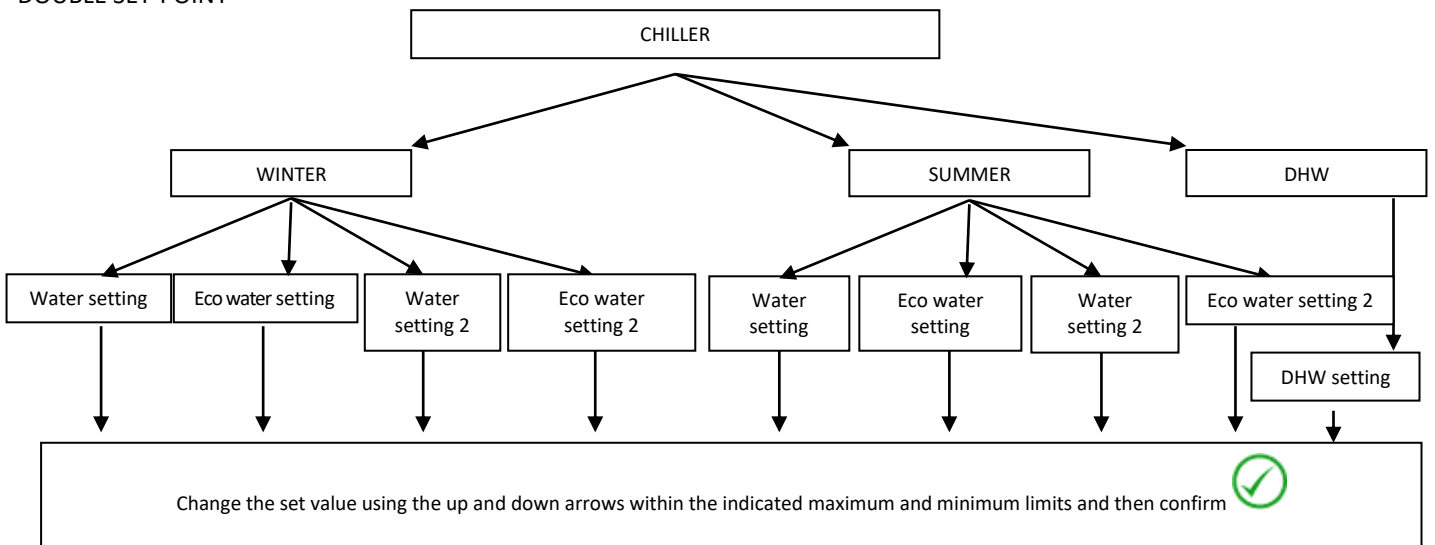 DOUBLE SET-POINT
CHILLER
WINTER
SUMMER
DHW
Water setting
Eco water setting
Water
setting 2
Eco water
setting 2
Water
setting
Eco water
setting
Water
setting 2
Eco water setting 2
DHW setting
Change the set value using the up and down arrows within the indicated maximum and minimum limits and then confirm